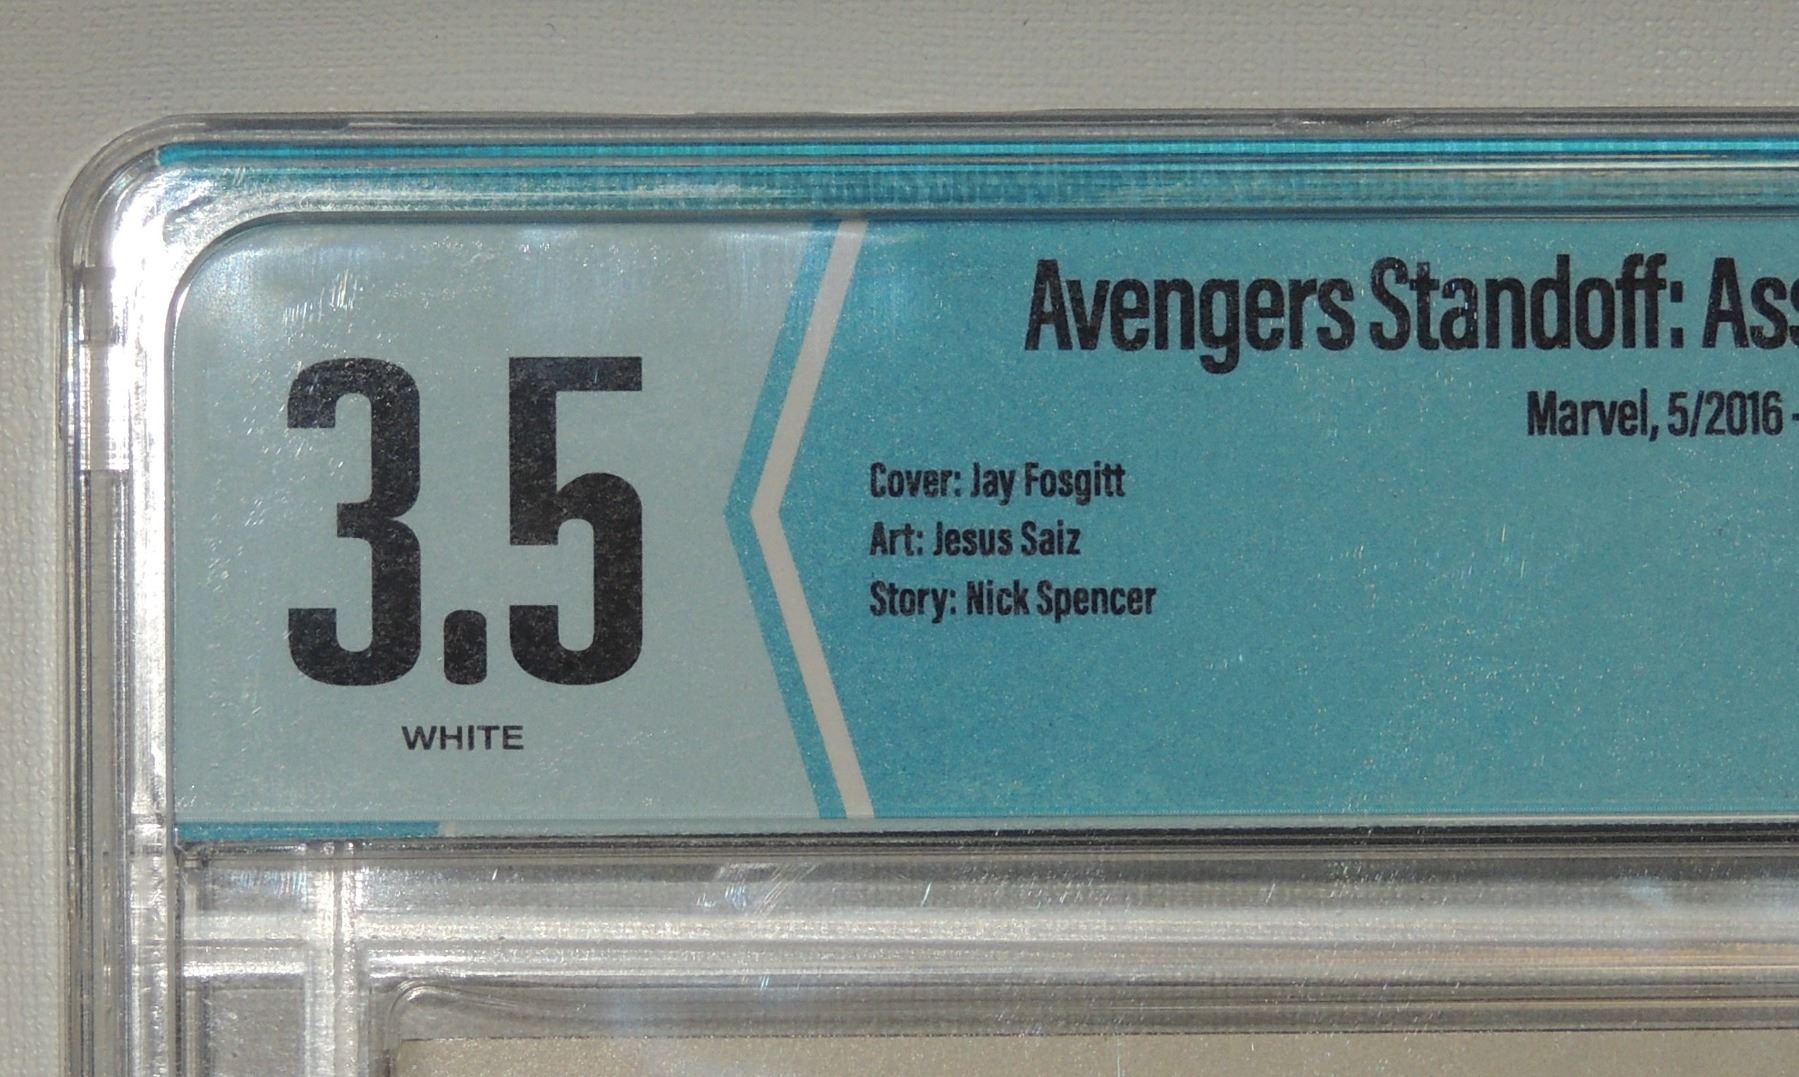 Avengers Standoff: Ass
Marvel, 5/2016 -
3.5
WHITE
Cover: Jay Fosgitt
Art: Jesus Saiz
Story: Nick Spencer